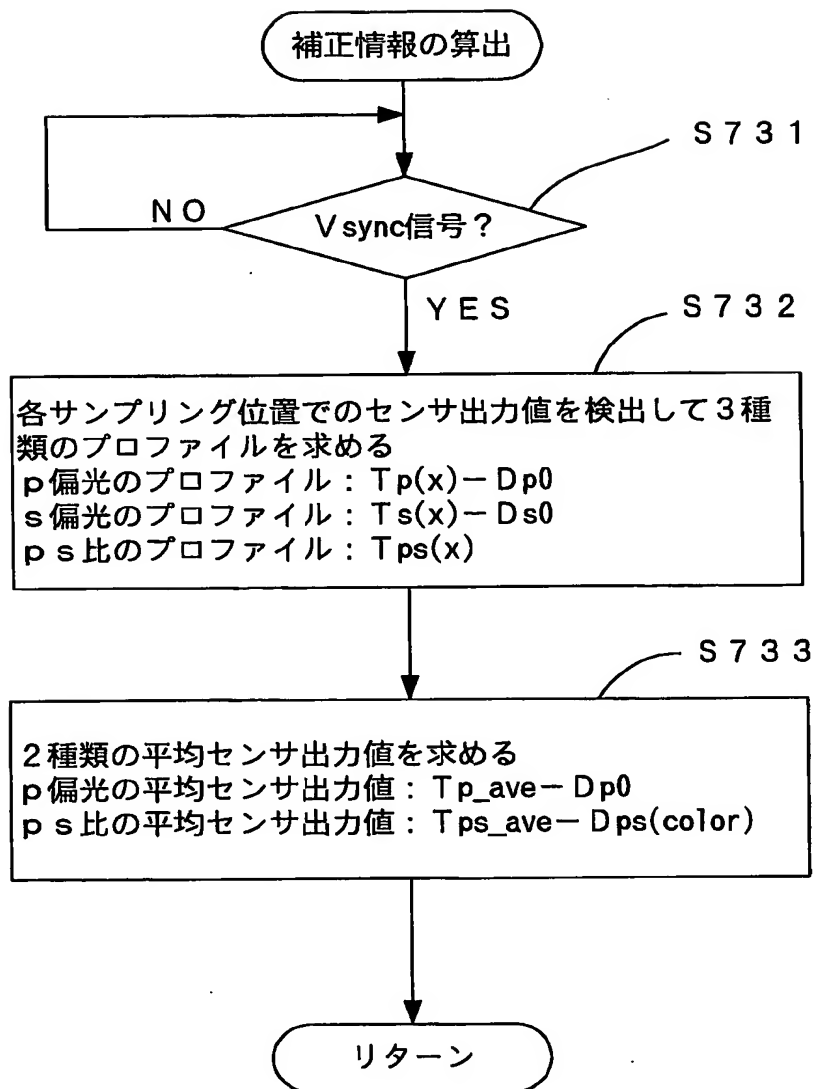 補正情報の算出
S731
NO
Vsync信号?
YES
S732
各サンプリング位置でのセンサ出力値を検出して3種
類のプロファイルを求める
p偏光のプロファイル:Tp(x)-Dp0
s偏光のプロファイル:Ts(x)-Ds0
ps比のプロファイル:Tps(x)
S733
2種類の平均センサ出力値を求める
p偏光の平均センサ出力値:Tp_ave-Dp0
ps比の平均センサ出力値:Tps_ave-Dps(color)
リターン